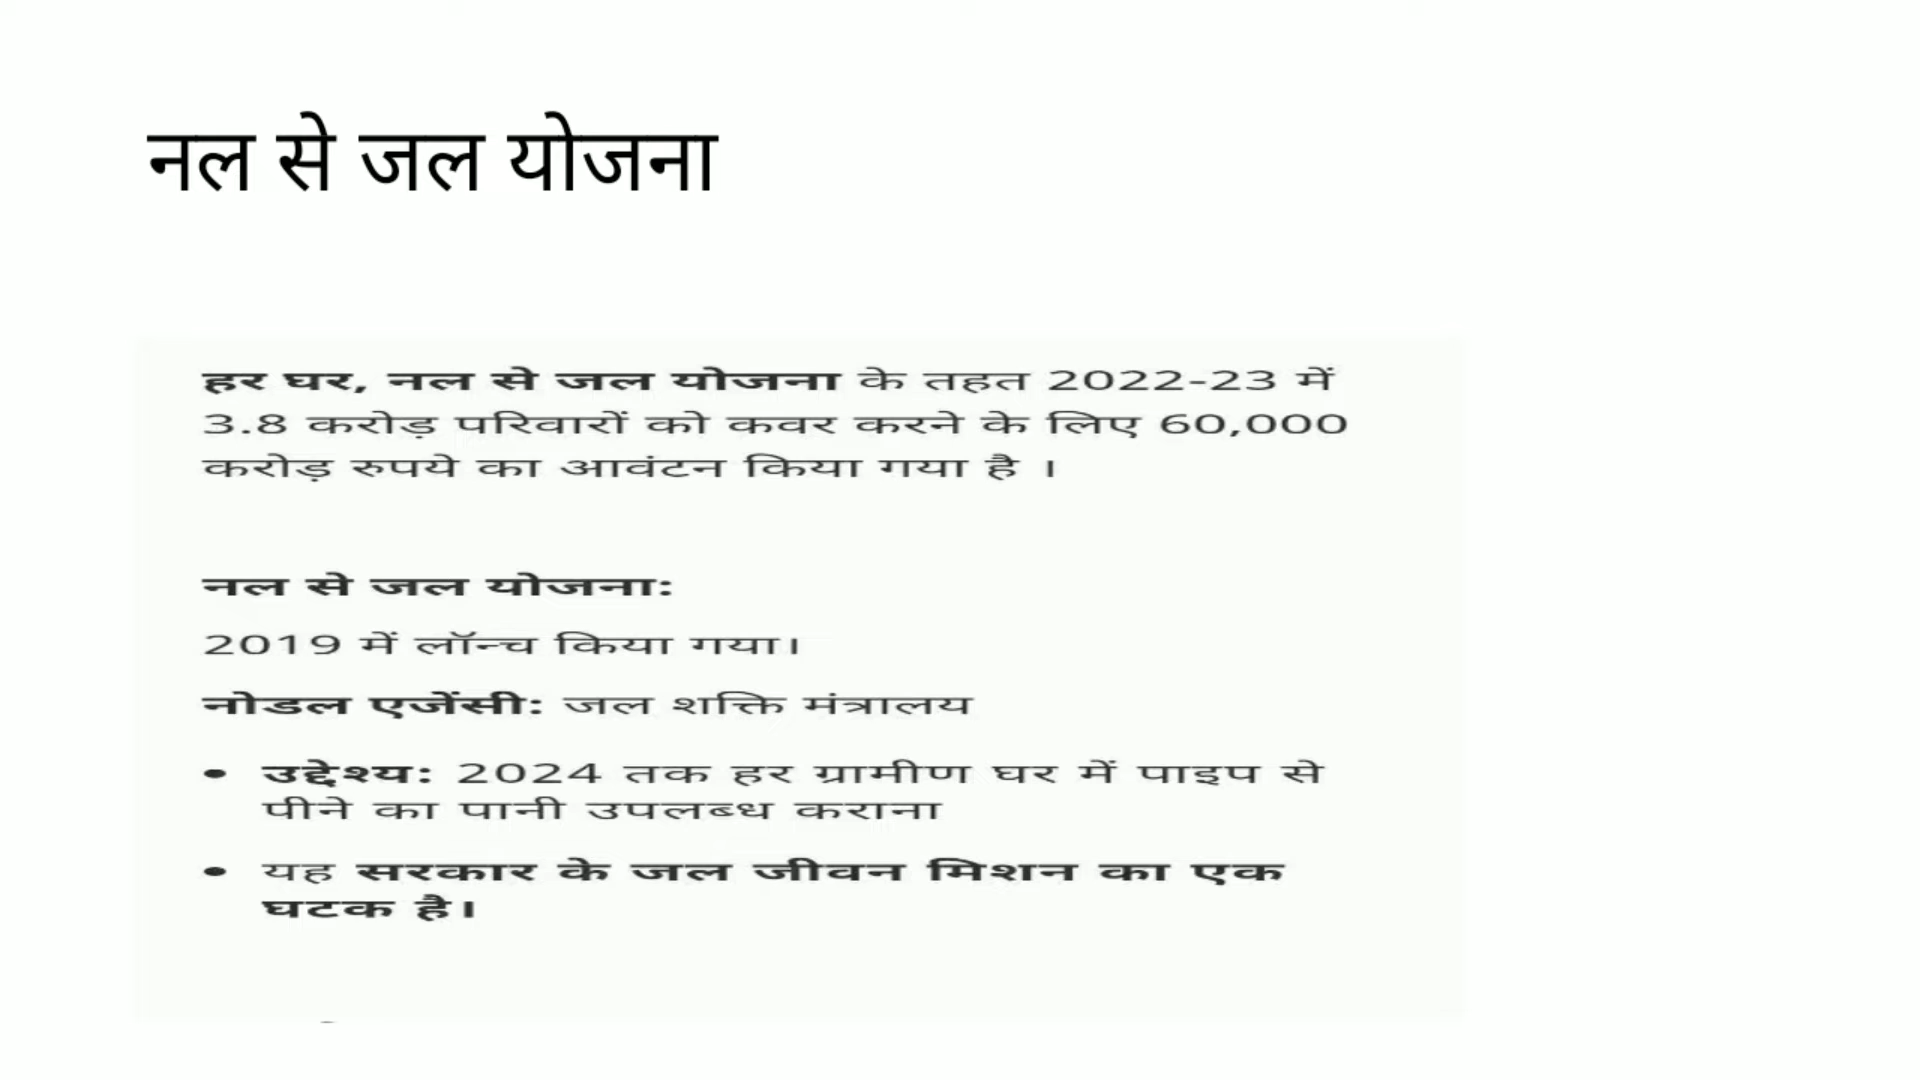 नल से जल योजना
हर घर, नल से जल योजना के तहत 2022-23 में
3.8 करोड़ परिवारों को कवर करने के लिए 60,000
करोड़ रुपये का आवंटन किया गया है ।
नल से जल योजना:
2019 में लॉन्च किया गया।
नोडल एजेंसी: जल शक्ति मंत्रालय
• उद्देश्य: 2024 तक हर ग्रामीण घर में पाइप से
पीने का पानी उपलब्ध कराना
• यह सरकार के जल जीवन मिशन का एक
घटक है।